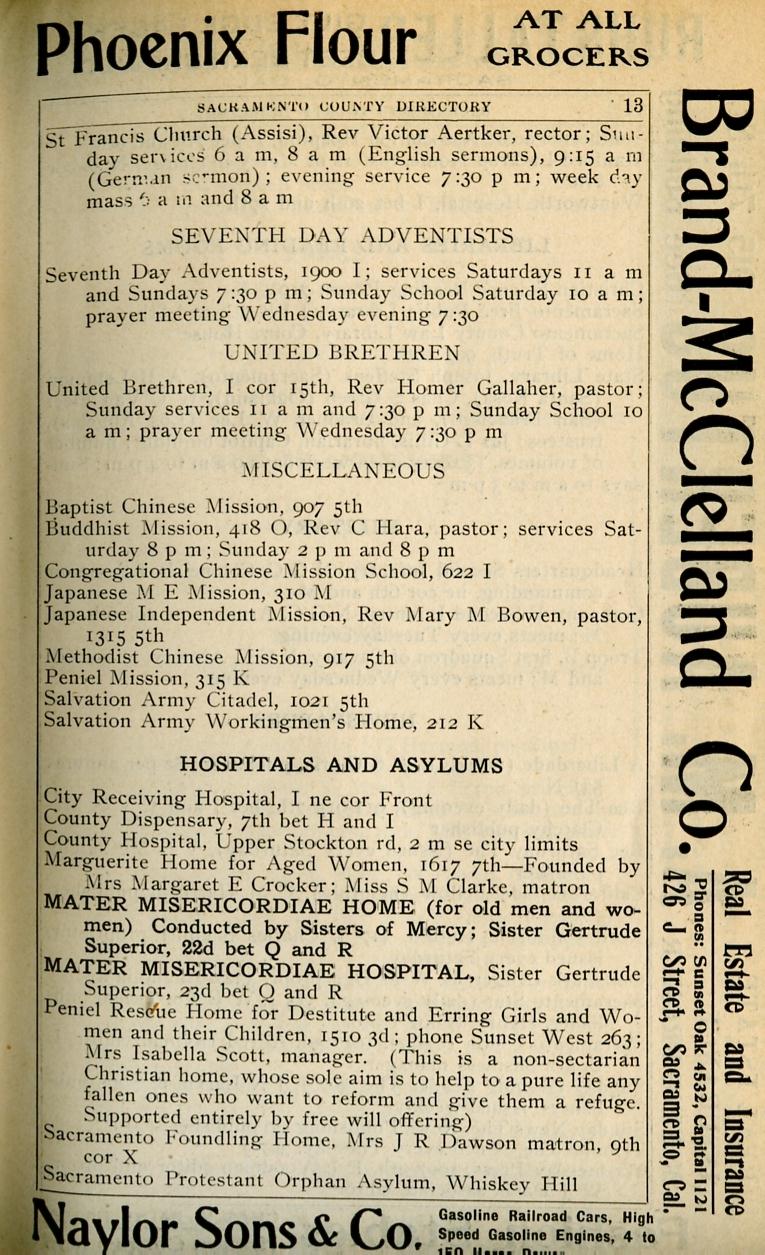 Phoenix Flour
AT ALL
GROCERS
SACRAMENTO COUNTY DIRECTORY 13
St Francis Church (Assisi), Rev Victor Aertker, rector; Sun-
day services 6 a m, 8 a m (English sermons), 9:15 a m
(German sermon); evening service 7:30 p m; week day
mass 6 a m and 8 a m
SEVENTH DAY ADVENTISTS
Seventh Day Adventists, 1900 I; services Saturdays 11 a m
and Sundays 7:30 p m; Sunday School Saturday 10 a m;
prayer meeting Wednesday evening 7:30
UNITED BRETHREN
United Brethren, I cor 15th, Rev Homer Gallaher, pastor;
Sunday services 11 a m and 7:30 p m; Sunday School 10
a m; prayer meeting Wednesday 7:30 p m
MISCELLANEOUS
Baptist Chinese Mission, 907 5th
Buddhist Mission, 418 O, Rev C Hara, pastor; services Sat-
urday 8 p m; Sunday 2 p m and 8 p m
Congregational Chinese Mission School, 622 I
Japanese M E Mission, 310 M
Japanese Independent Mission, Rev Mary M Bowen, pastor,
1315 5th
Methodist Chinese Mission, 917 5th
Peniel Mission, 315 K
Salvation Army Citadel, 1021 5th
Salvation Army Workingmen's Home, 212 K
HOSPITALS AND ASYLUMS
City Receiving Hospital, I ne cor Front
County Dispensary, 7th bet H and I
County Hospital, Upper Stockton rd, 2 m se city limits
Marguerite Home for Aged Women, 1617 7th—Founded by
Mrs Margaret E Crocker; Miss S M Clarke, matron
MATER MISERICORDIAE HOME (for old men and wo-
men) Conducted by Sisters of Mercy; Sister Gertrude
Superior, 22d bet Q and R
MATER MISERICORDIAE HOSPITAL, Sister Gertrude
Superior, 23d bet Q and R
Peniel Rescue Home for Destitute and Erring Girls and Wo-
men and their Children, 1510 3d; phone Sunset West 263;
Mrs Isabella Scott, manager. (This is a non-sectarian
Christian home, whose sole aim is to help to a pure life any
fallen ones who want to reform and give them a refuge.
Supported entirely by free will offering)
Sacramento Foundling Home, Mrs J R Dawson matron, 9th
cor X
Sacramento Protestant Orphan Asylum, Whiskey Hill
Brand-McClelland Co.
Real Estate and Insurance
Phones: Sunset Oak 4532, Capital 1121
426 J Street, Sacramento, Cal.
Naylor Sons & Co.
Gasoline Railroad Cars, High
Speed Gasoline Engines, 4 to
150 Horse Power